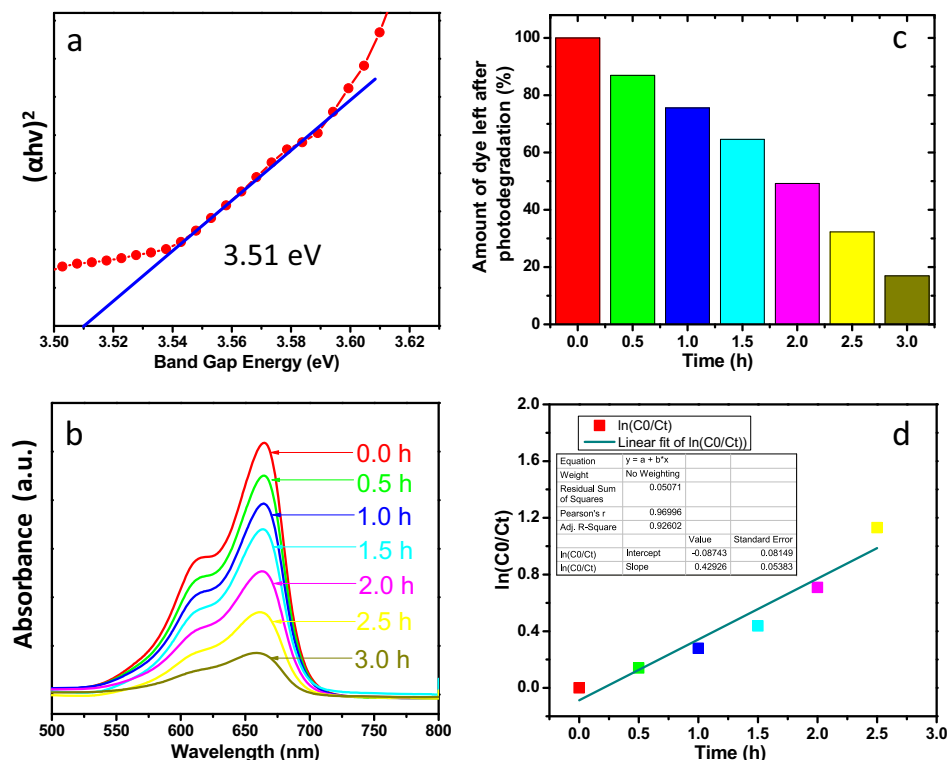 a
(αhν)²
3.51 eV
3.50 3.52 3.54 3.56 3.58 3.60 3.62
Band Gap Energy (eV)
c
Amount of dye left after
photodegradation (%)
100
80
60
40
20
0
0.0 0.5 1.0 1.5 2.0 2.5 3.0
Time (h)
b
Absorbance (a.u.)
0.0 h
0.5 h
1.0 h
1.5 h
2.0 h
2.5 h
3.0 h
500 550 600 650 700 750 800
Wavelength (nm)
d
ln(C0/Ct)
2.0
1.6
1.2
0.8
0.4
0.0
ln(C0/Ct)
Linear fit of ln(C0/Ct))
Equation y = a + b*x
Weight No Weighting
Residual Sum
of Squares 0.05071
Pearson's r 0.96996
Adj. R-Square 0.92602
Value Standard Error
ln(C0/Ct) Intercept -0.08743 0.08149
ln(C0/Ct) Slope 0.42926 0.05383
0.0 0.5 1.0 1.5 2.0 2.5 3.0
Time (h)